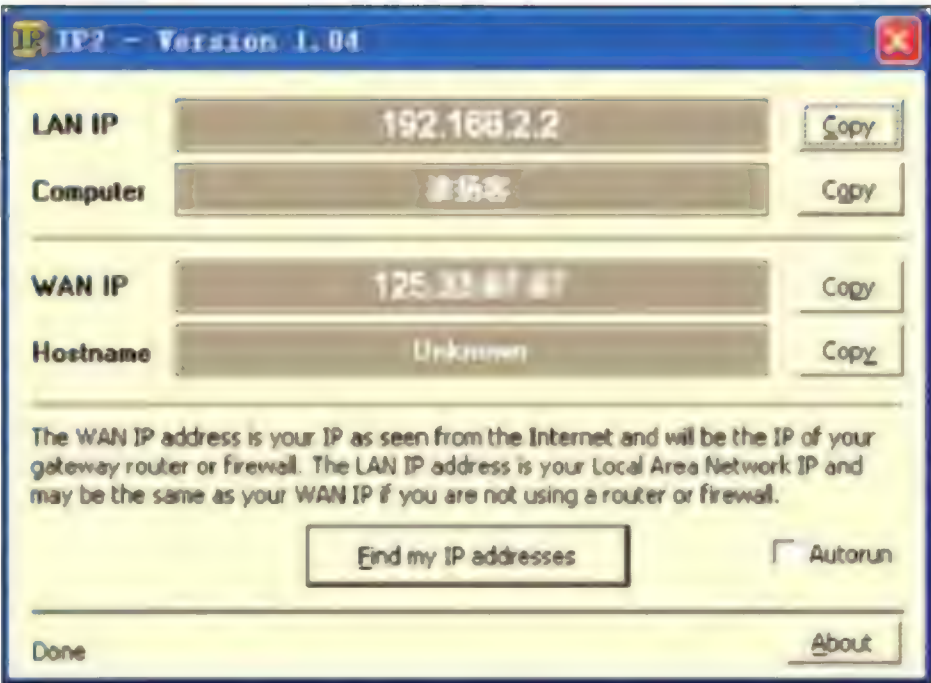 IP2 - Version 1.04
LAN IP 192.168.2.2 Copy
Computer Copy
WAN IP 125.33.67.67 Copy
Hostname Unknown Copy
The WAN IP address is your IP as seen from the Internet and will be the IP of your
gateway router or firewall. The LAN IP address is your Local Area Network IP and
may be the same as your WAN IP if you are not using a router or firewall.
Find my IP addresses Autorun
Done About